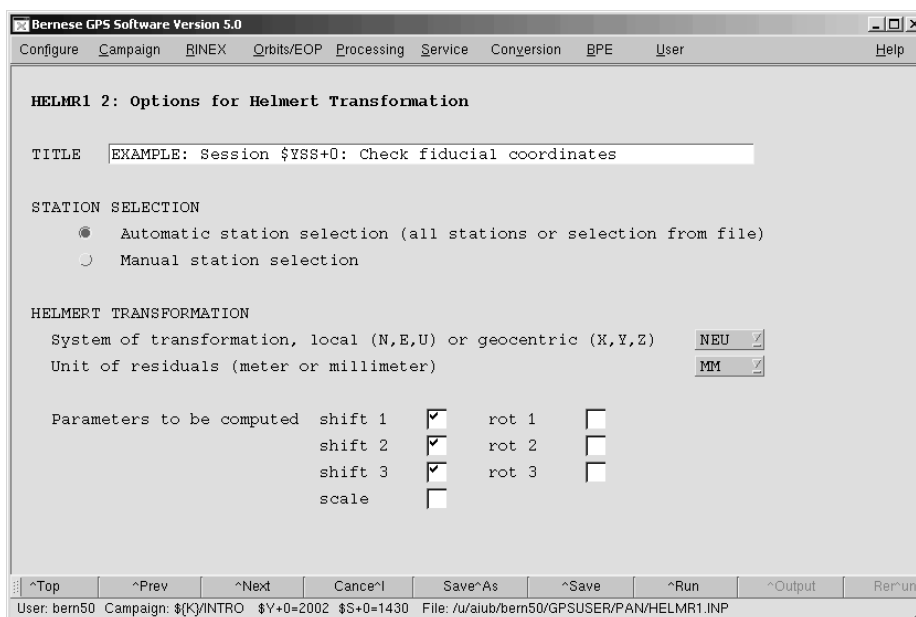 Bernese GPS Software Version 5.0
Configure Campaign RINEX Orbits/EOP Processing Service Conversion BPE User Help
HELMR1 2: Options for Helmert Transformation
TITLE EXAMPLE: Session $YSS+0: Check fiducial coordinates
STATION SELECTION
Automatic station selection (all stations or selection from file)
Manual station selection
HELMERT TRANSFORMATION
System of transformation, local (N,E,U) or geocentric (X,Y,Z) NEU
Unit of residuals (meter or millimeter) MM
Parameters to be computed shift 1 rot 1
shift 2 rot 2
shift 3 rot 3
scale
^Top ^Prev ^Next Cance^l Save^As ^Save ^Run ^Output Rer^un
User: bern50 Campaign: ${K}/INTRO $Y+0=2002 $S+0=1430 File: /u/aiub/bern50/GPSUSER/PAN/HELMR1.INP